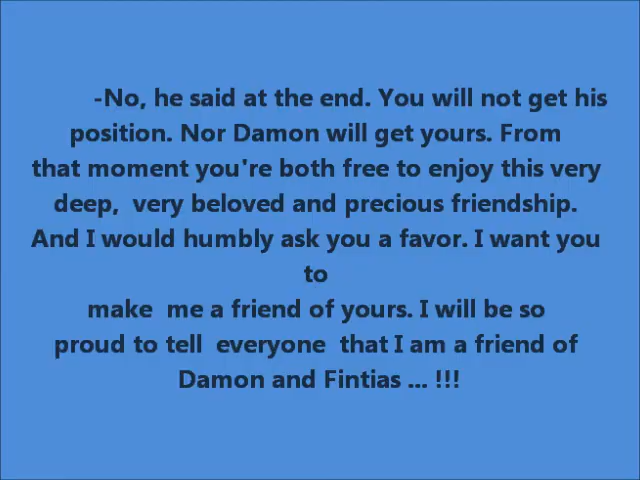 -No, he said at the end. You will not get his
position. Nor Damon will get yours. From
that moment you're both free to enjoy this very
deep,  very beloved and precious friendship.
And I would humbly ask you a favor. I want you
to
make  me a friend of yours. I will be so
proud to tell  everyone  that I am a friend of
Damon and Fintias ... !!!